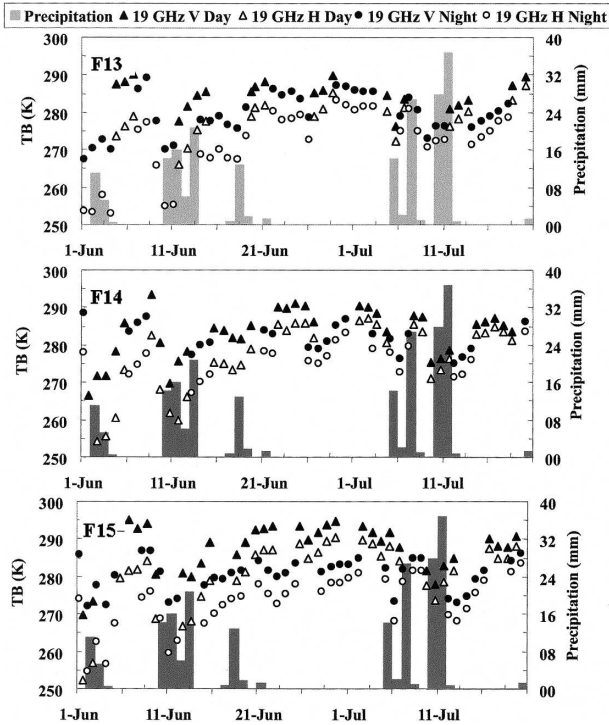 Precipitation ▲ 19 GHz V Day △ 19 GHz H Day ● 19 GHz V Night ○ 19 GHz H Night
F13
TB (K)
300
290
280
270
260
250
40
32
24
16
08
00
Precipitation (mm)
1-Jun 11-Jun 21-Jun 1-Jul 11-Jul
F14
TB (K)
300
290
280
270
260
250
40
32
24
16
08
00
Precipitation (mm)
1-Jun 11-Jun 21-Jun 1-Jul 11-Jul
F15
TB (K)
300
290
280
270
260
250
40
32
24
16
08
00
Precipitation (mm)
1-Jun 11-Jun 21-Jun 1-Jul 11-Jul